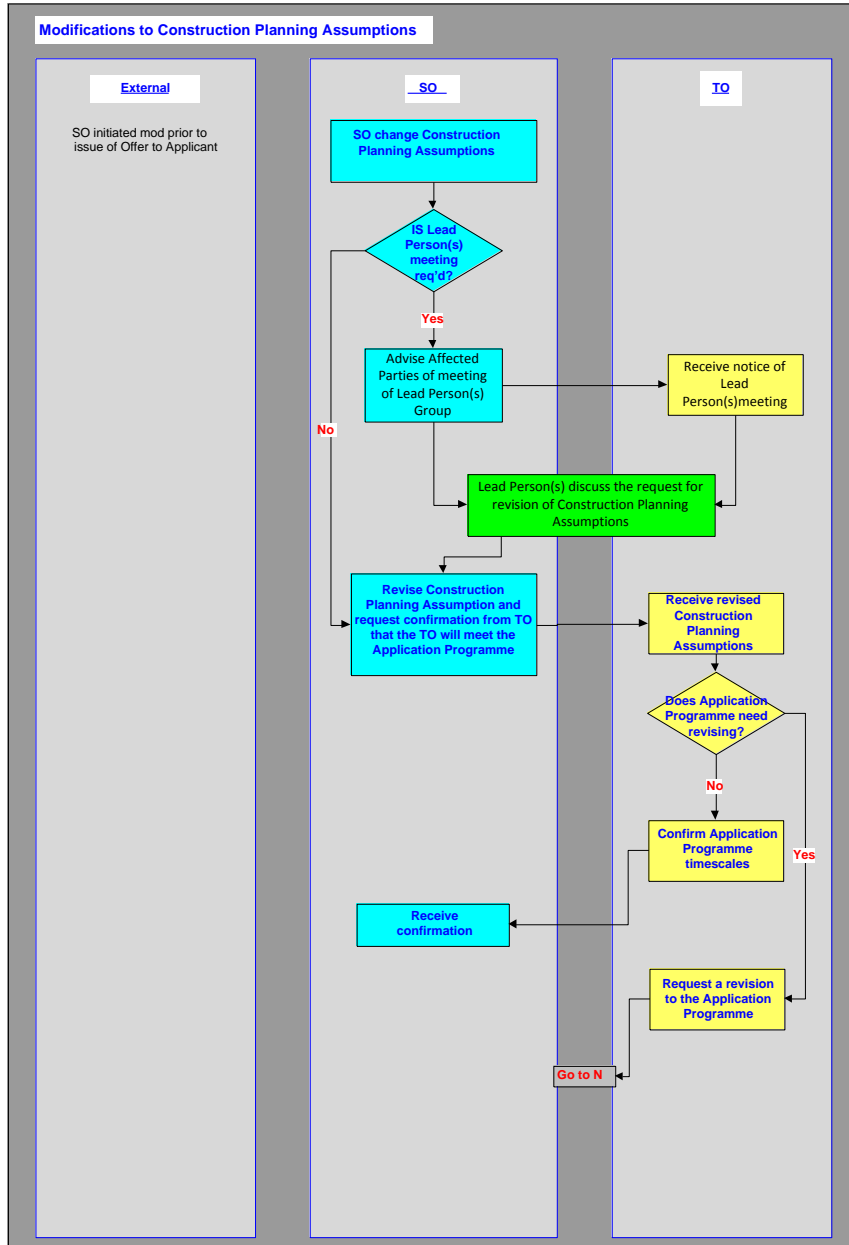 Modifications to Construction Planning Assumptions
External
SO
TO
SO initiated mod prior to
issue of Offer to Applicant
SO change Construction
Planning Assumptions
IS Lead
Person(s)
meeting
req'd?
Yes
Advise Affected
Parties of meeting
of Lead Person(s)
Group
Receive notice of
Lead
Person(s)meeting
No
Lead Person(s) discuss the request for
revision of Construction Planning
Assumptions
Revise Construction
Planning Assumption and
request confirmation from TO
that the TO will meet the
Application Programme
Receive revised
Construction
Planning
Assumptions
Does Application
Programme need
revising?
No
Confirm Application
Programme
timescales
Yes
Receive
confirmation
Request a revision
to the Application
Programme
Go to N